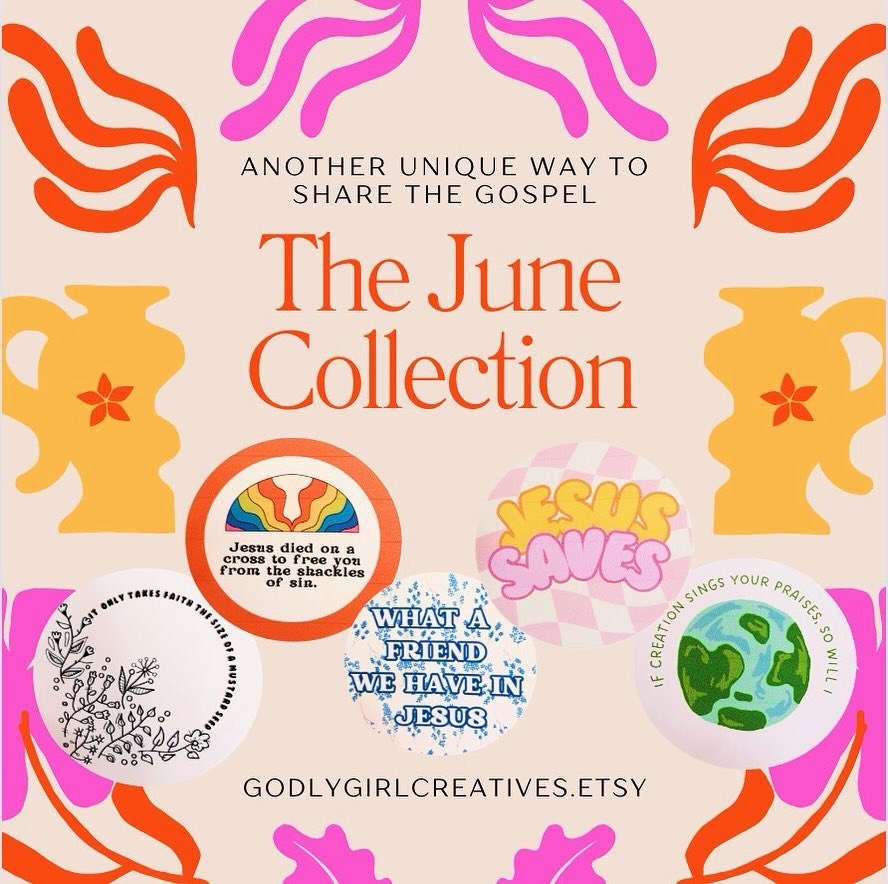 ANOTHER UNIQUE WAY TO
SHARE THE GOSPEL
The June
Collection
Jesus died on a
cross to free you
from the shackles
of sin.
JESUS
SAVES
IT ONLY TAKES FAITH THE SIZE OF A MUSTARD SEED
WHAT A
FRIEND
WE HAVE IN
JESUS
IF CREATION SINGS YOUR PRAISES, SO WILL I
GODLYGIRLCREATIVES.ETSY